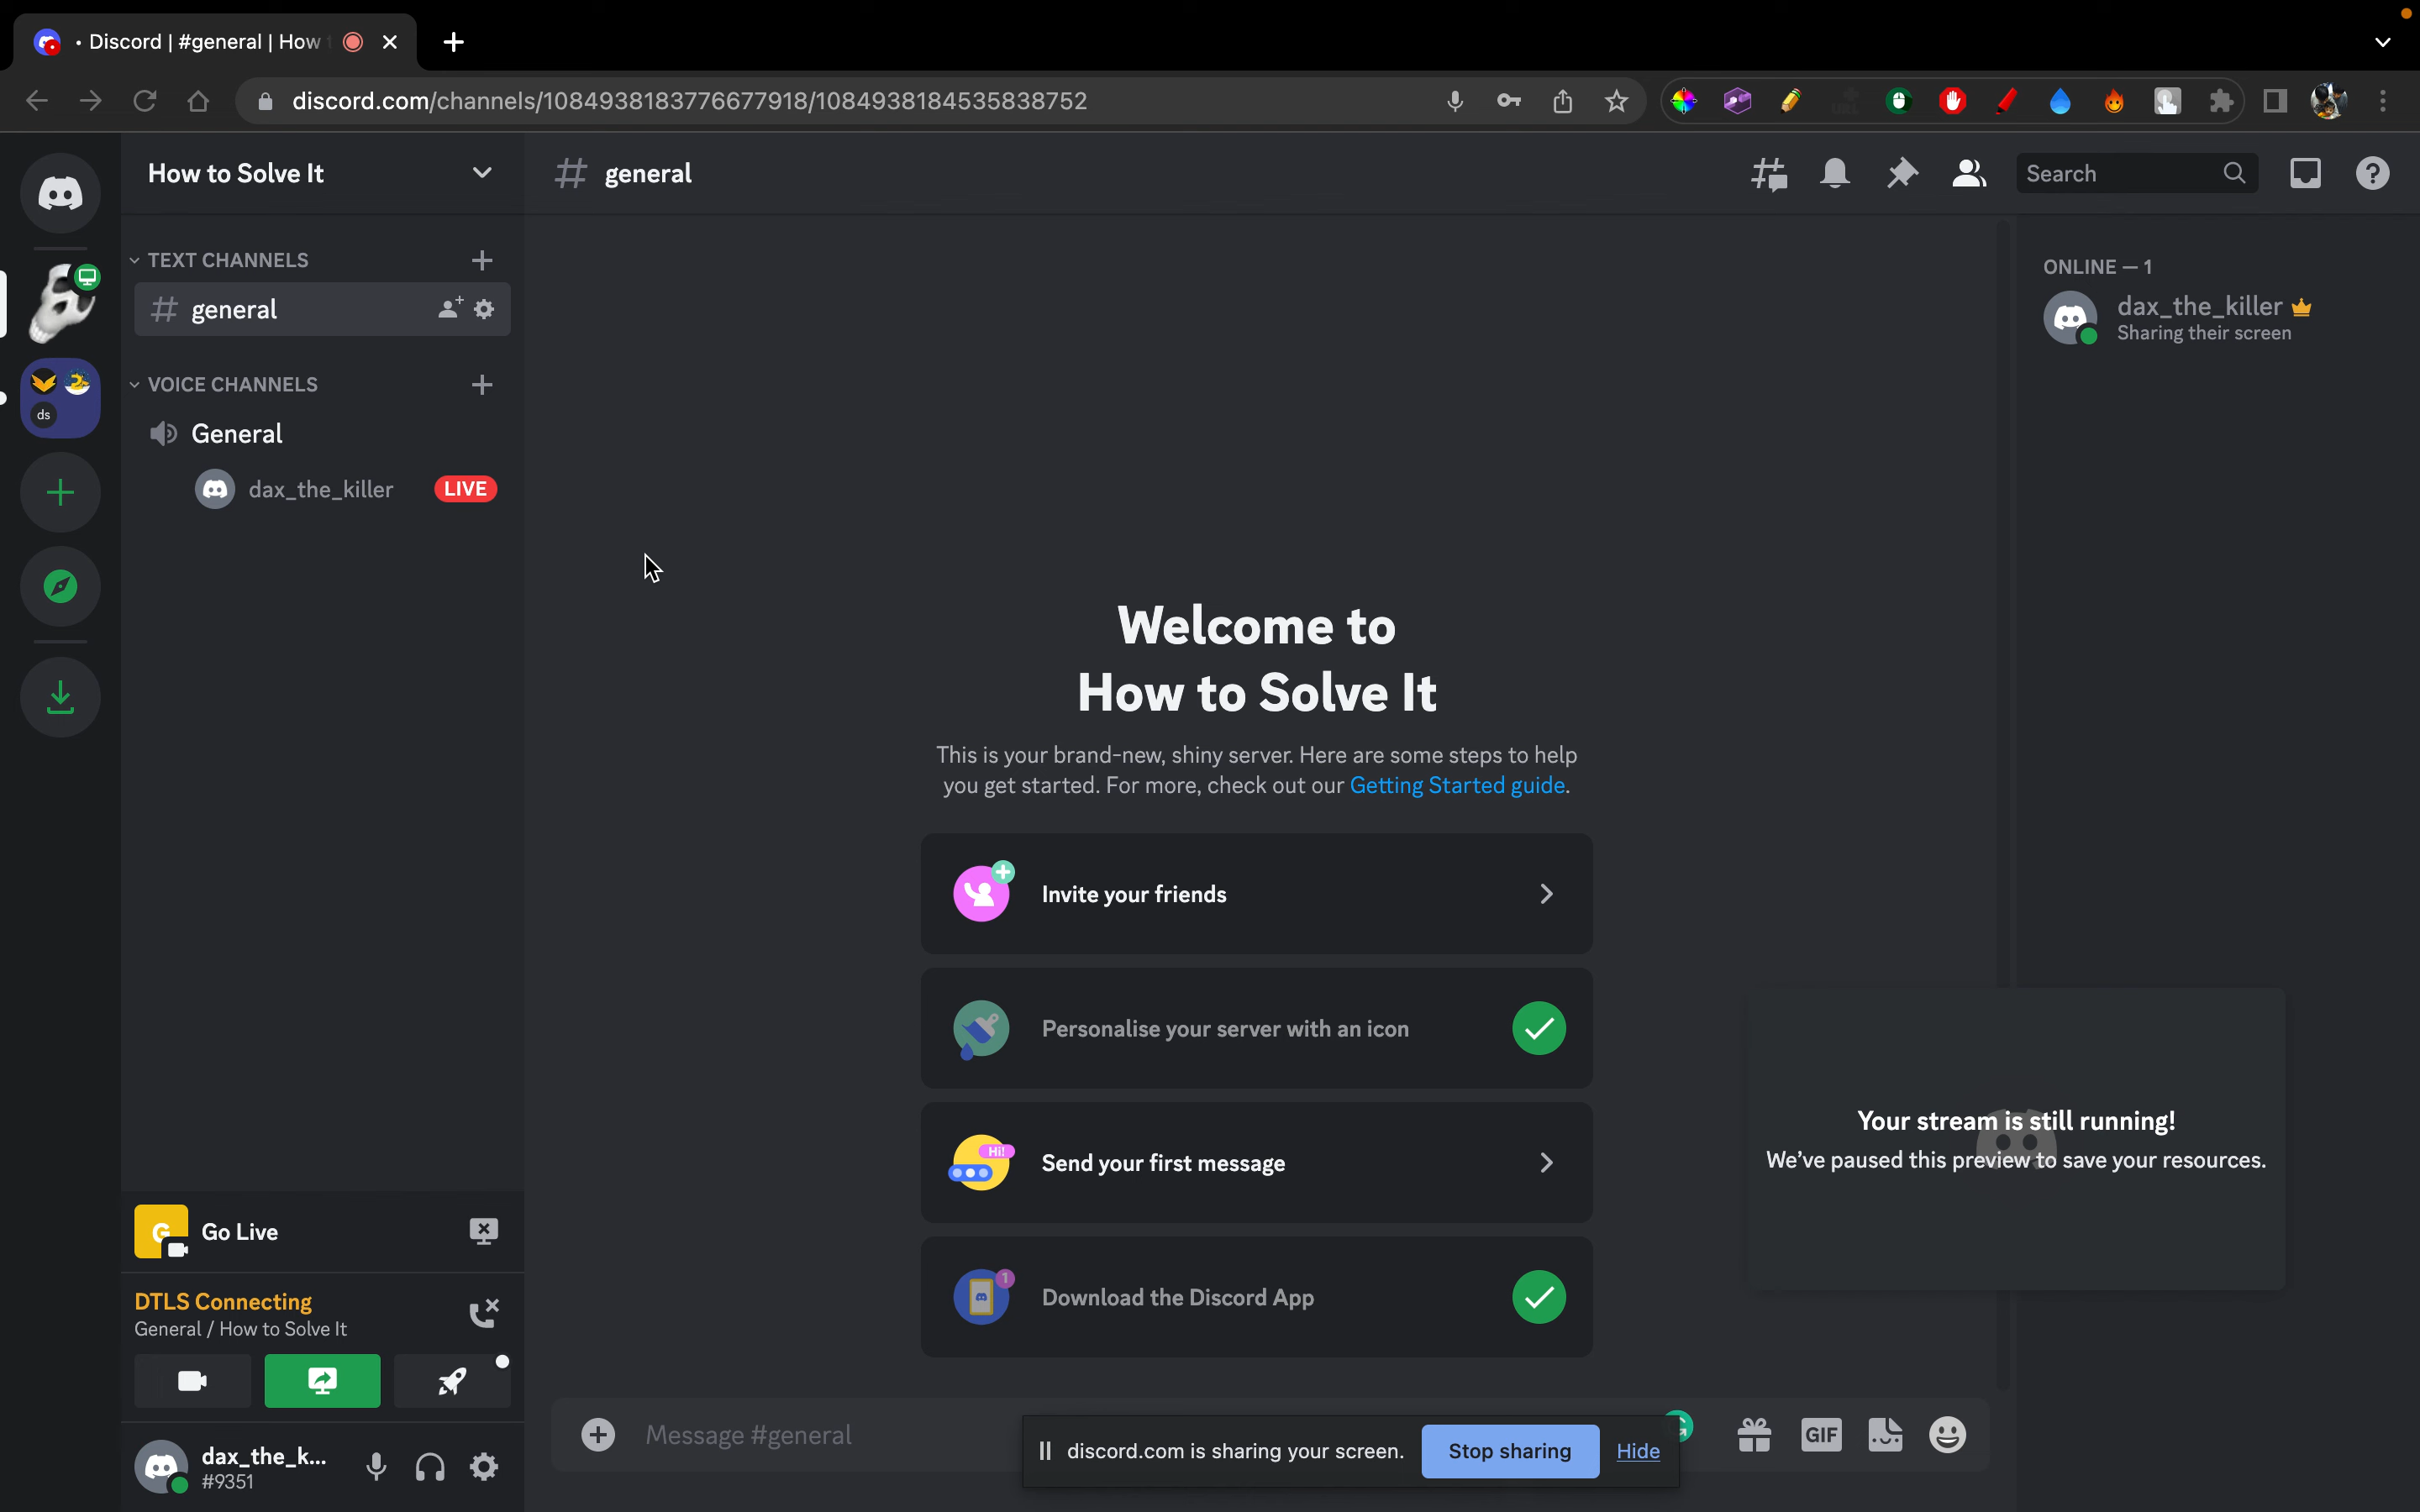 • Discord | #general | How
discord.com/channels/1084938183776677918/1084938184535838752
How to Solve It
general
Search
TEXT CHANNELS
general
VOICE CHANNELS
General
dax_the_killer
LIVE
ds
ONLINE — 1
dax_the_killer
Sharing their screen
Welcome to
How to Solve It
This is your brand-new, shiny server. Here are some steps to help
you get started. For more, check out our Getting Started guide.
Invite your friends
Personalise your server with an icon
Hi!
Send your first message
1
Download the Discord App
Your stream is still running!
We've paused this preview to save your resources.
G
Go Live
DTLS Connecting
General / How to Solve It
dax_the_k...
#9351
Message #general
discord.com is sharing your screen.
Stop sharing
Hide
GIF